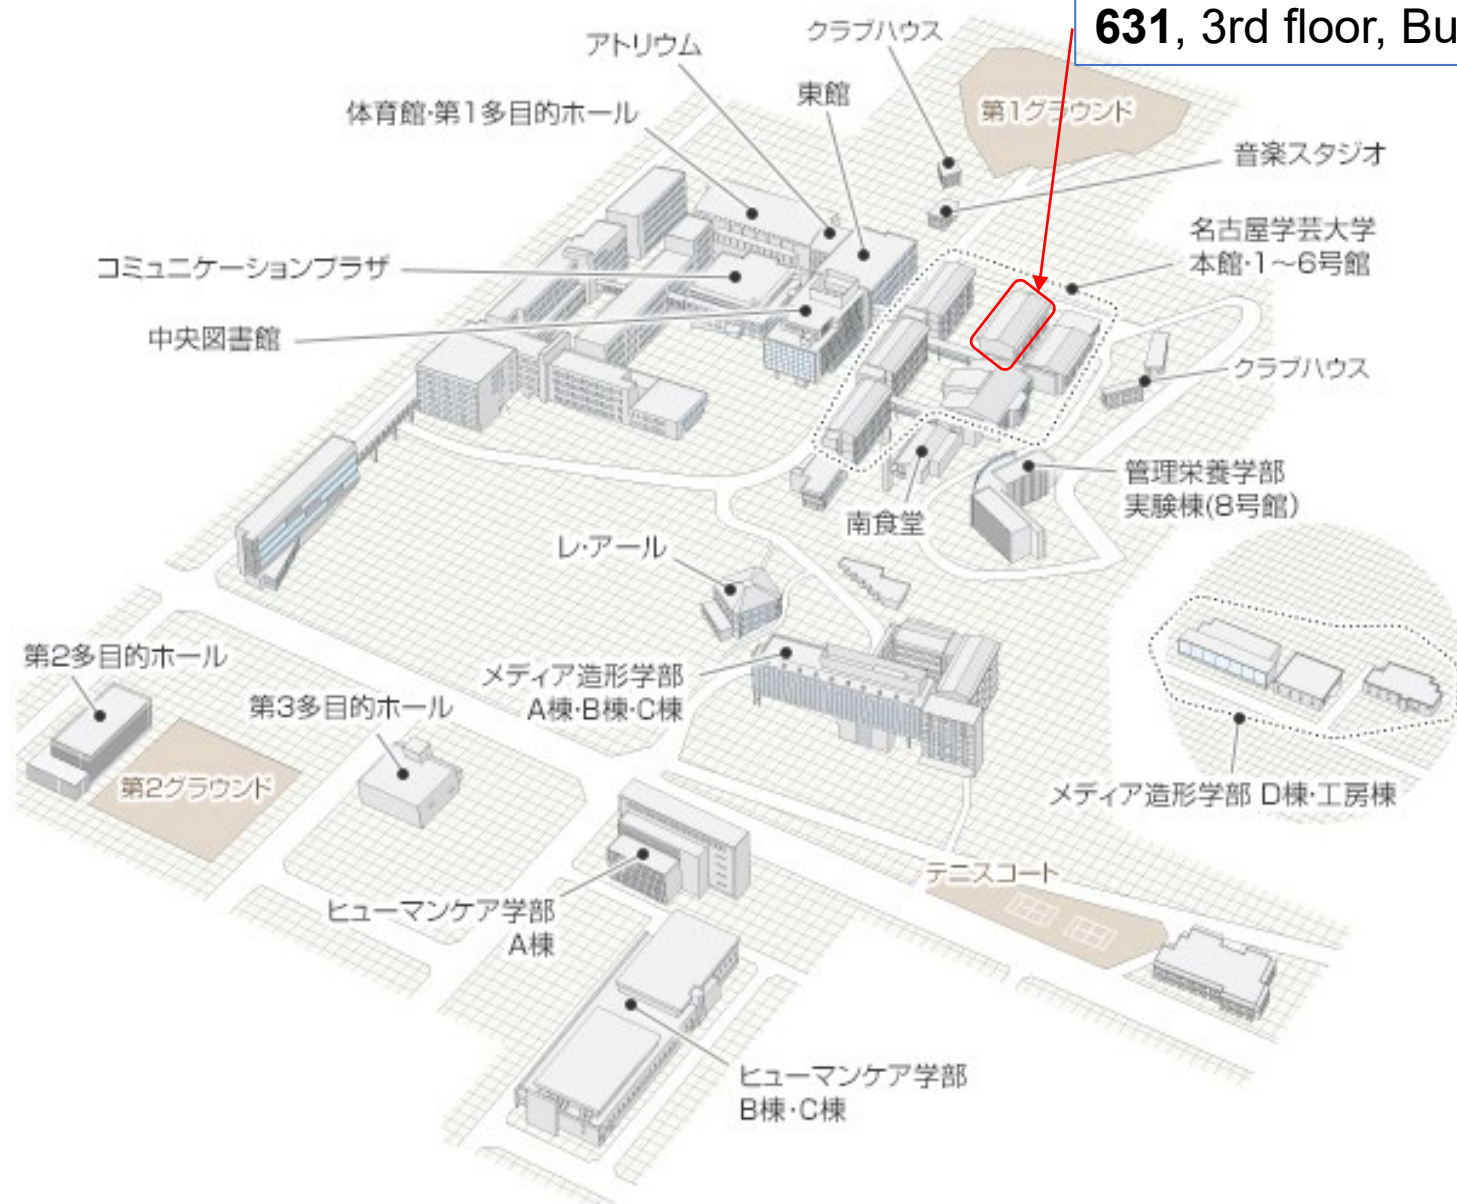 631, 3rd floor, Bu
クラブハウス
アトリウム
東館
体育館・第1多目的ホール
第1グラウンド
音楽スタジオ
名古屋学芸大学
本館・1～6号館
コミュニケーションプラザ
中央図書館
クラブハウス
管理栄養学部
実験棟(8号館)
南食堂
レ・アール
第2多目的ホール
メディア造形学部
A棟・B棟・C棟
第3多目的ホール
第2グラウンド
メディア造形学部 D棟・工房棟
テニスコート
ヒューマンケア学部
A棟
ヒューマンケア学部
B棟・C棟